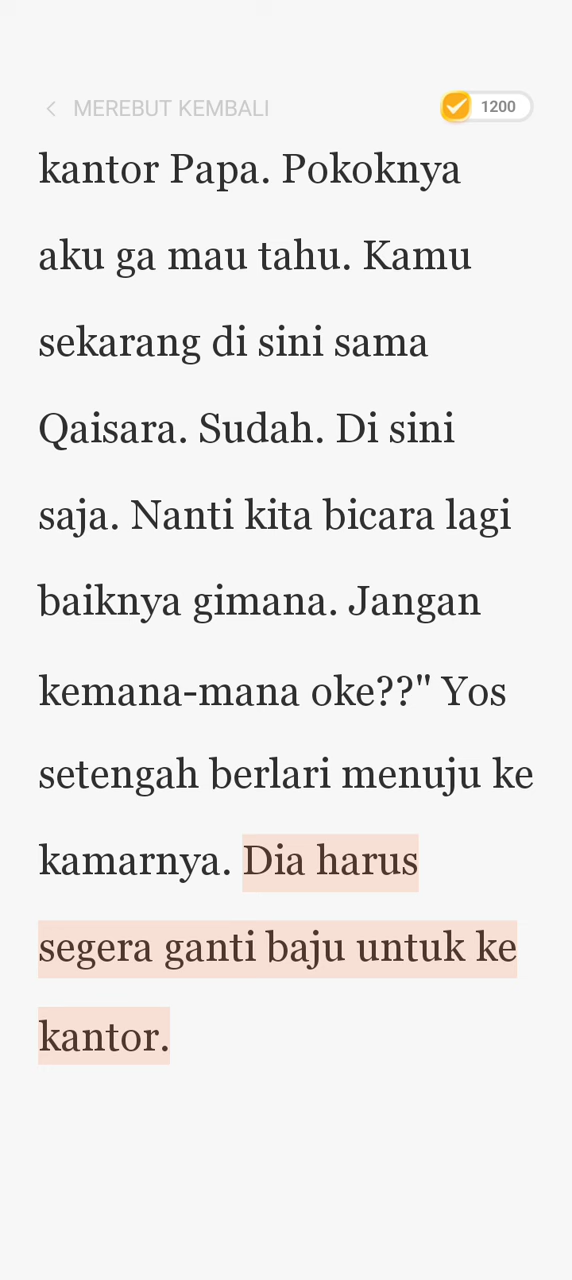 MEREBUT KEMBALI
1200
kantor Papa. Pokoknya
aku ga mau tahu. Kamu
sekarang di sini sama
Qaisara. Sudah. Di sini
saja. Nanti kita bicara lagi
baiknya gimana. Jangan
kemana-mana oke??" Yos
setengah berlari menuju ke
kamarnya. Dia harus
segera ganti baju untuk ke
kantor.